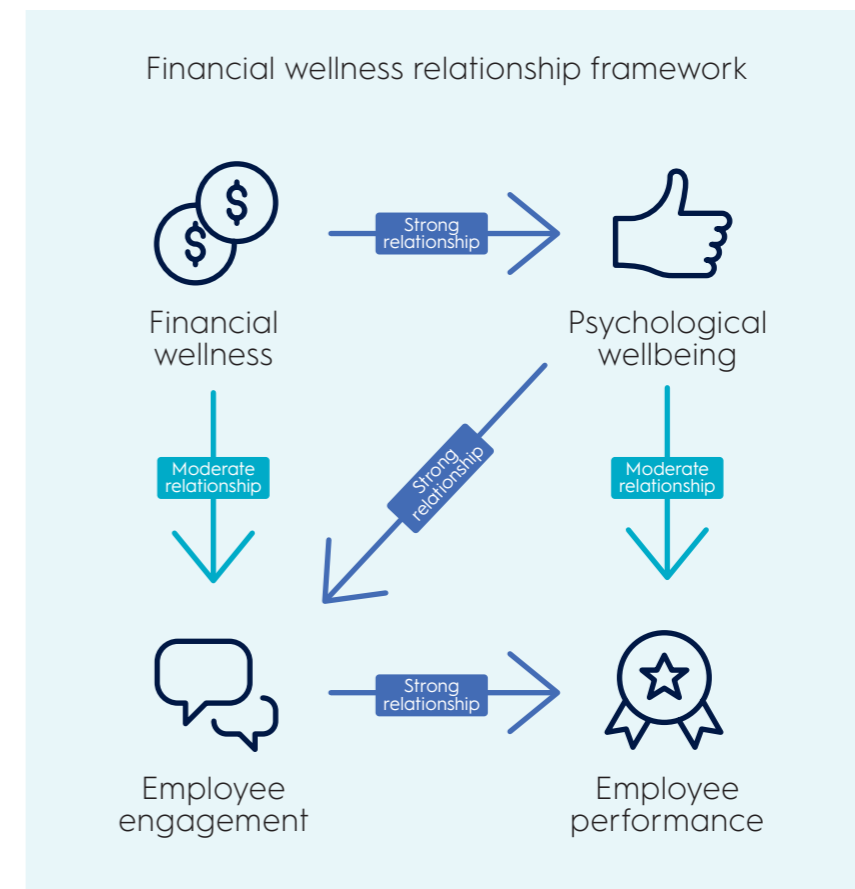 Financial wellness relationship framework
$
$
Strong
relationship
Financial
wellness
Psychological
wellbeing
Moderate
relationship
Strong
relationship
Moderate
relationship
Strong
relationship
Employee
engagement
Employee
performance